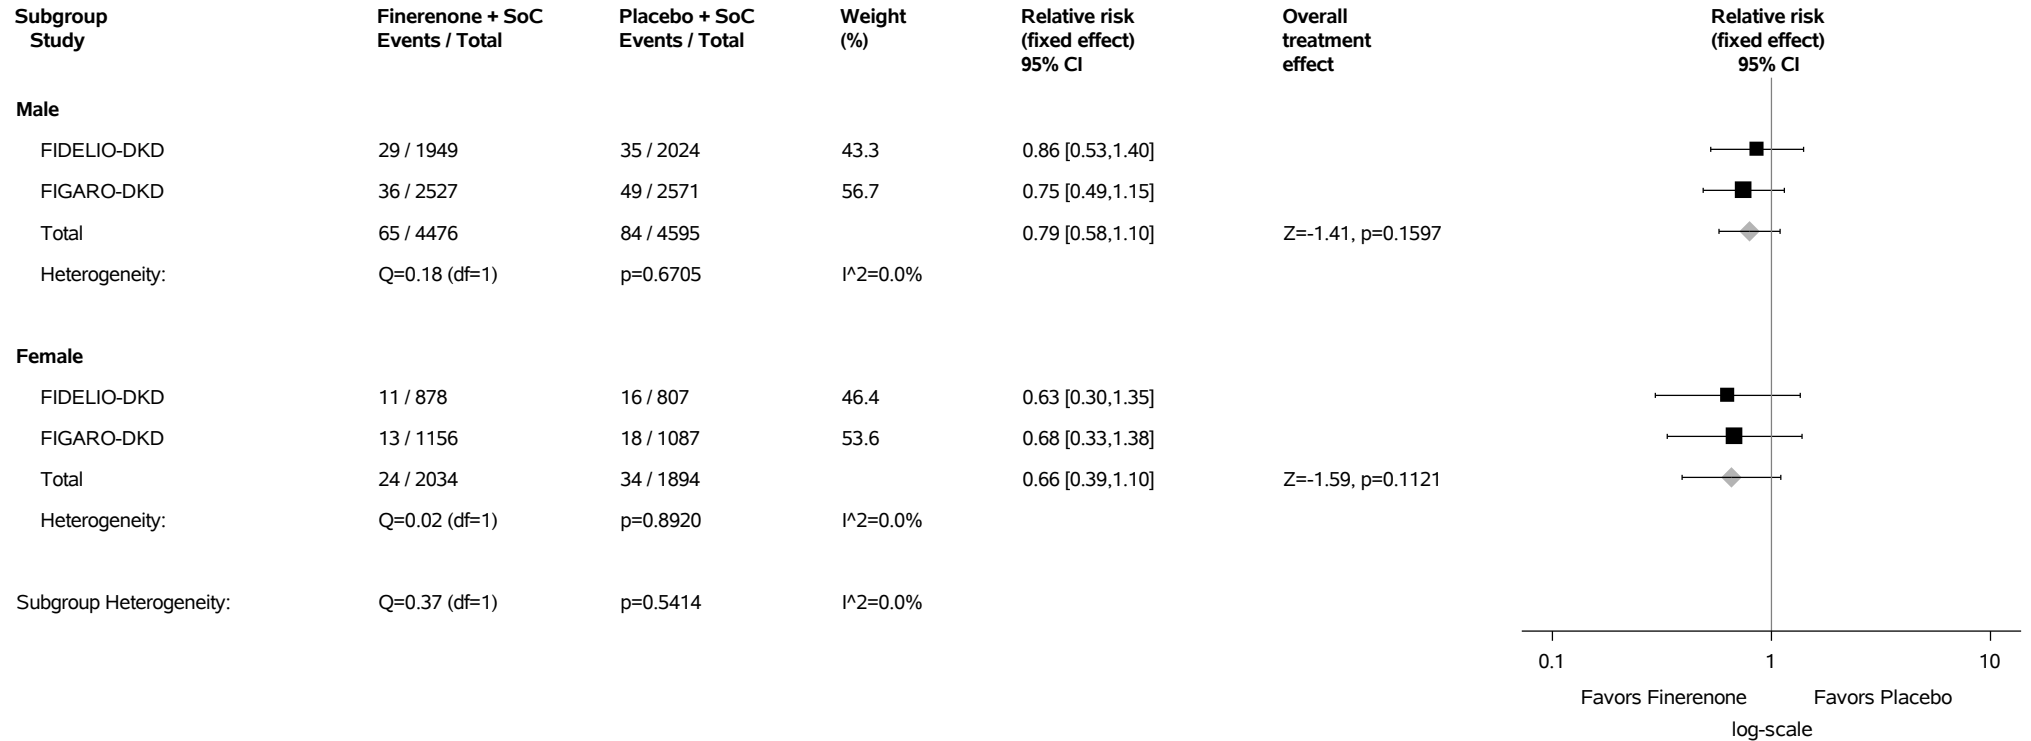 Subgroup Finerenone + SoC Placebo + SoC Weight Relative risk Overall Relative risk
Study Events / Total Events / Total (%) (fixed effect) treatment (fixed effect)
95% CI effect 95% CI
Male
FIDELIO-DKD 29 / 1949 35 / 2024 43.3 0.86 [0.53,1.40]
FIGARO-DKD 36 / 2527 49 / 2571 56.7 0.75 [0.49,1.15]
Total 65 / 4476 84 / 4595 0.79 [0.58,1.10] Z=-1.41, p=0.1597
Heterogeneity: Q=0.18 (df=1) p=0.6705 I^2=0.0%
Female
FIDELIO-DKD 11 / 878 16 / 807 46.4 0.63 [0.30,1.35]
FIGARO-DKD 13 / 1156 18 / 1087 53.6 0.68 [0.33,1.38]
Total 24 / 2034 34 / 1894 0.66 [0.39,1.10] Z=-1.59, p=0.1121
Heterogeneity: Q=0.02 (df=1) p=0.8920 I^2=0.0%
Subgroup Heterogeneity: Q=0.37 (df=1) p=0.5414 I^2=0.0%
0.1 1 10
Favors Finerenone Favors Placebo
log-scale